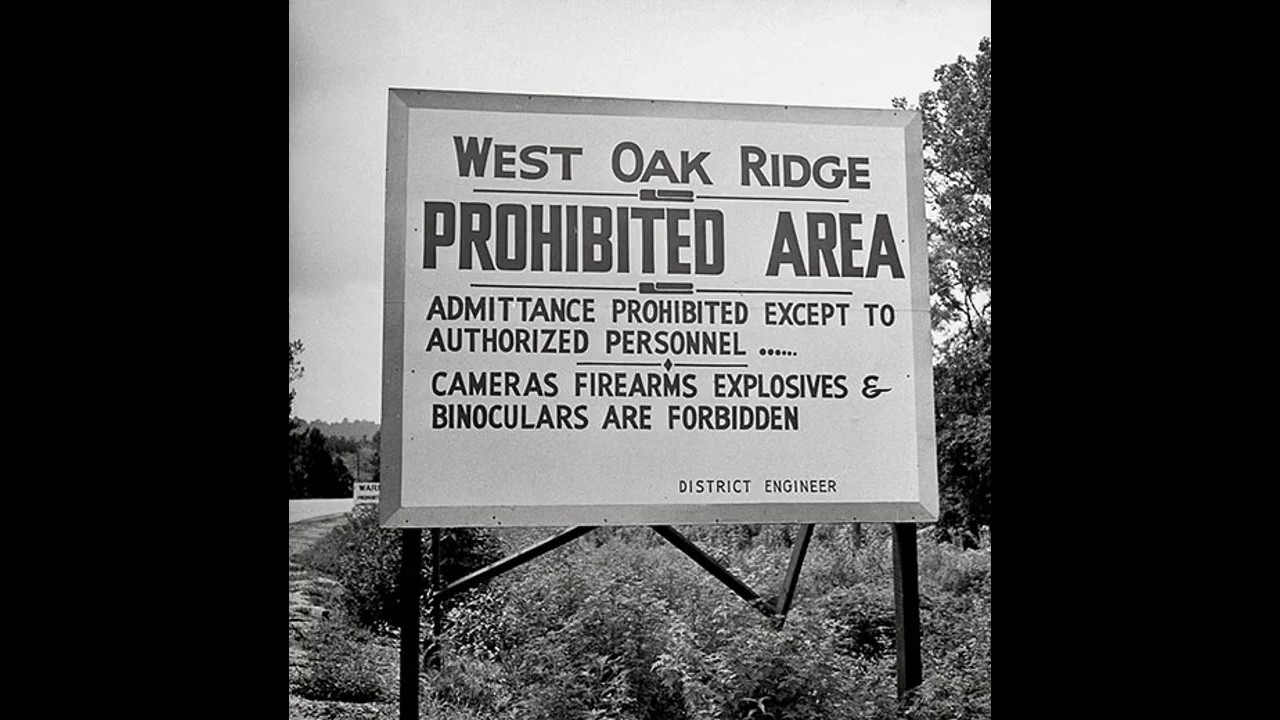 WEST OAK RIDGE
PROHIBITED AREA
ADMITTANCE PROHIBITED EXCEPT TO
AUTHORIZED PERSONNEL ......
CAMERAS FIREARMS EXPLOSIVES &
BINOCULARS ARE FORBIDDEN
DISTRICT ENGINEER